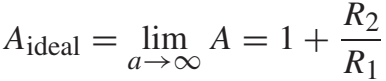 A_ideal = lim_{a→∞} A = 1 + R_2/R_1